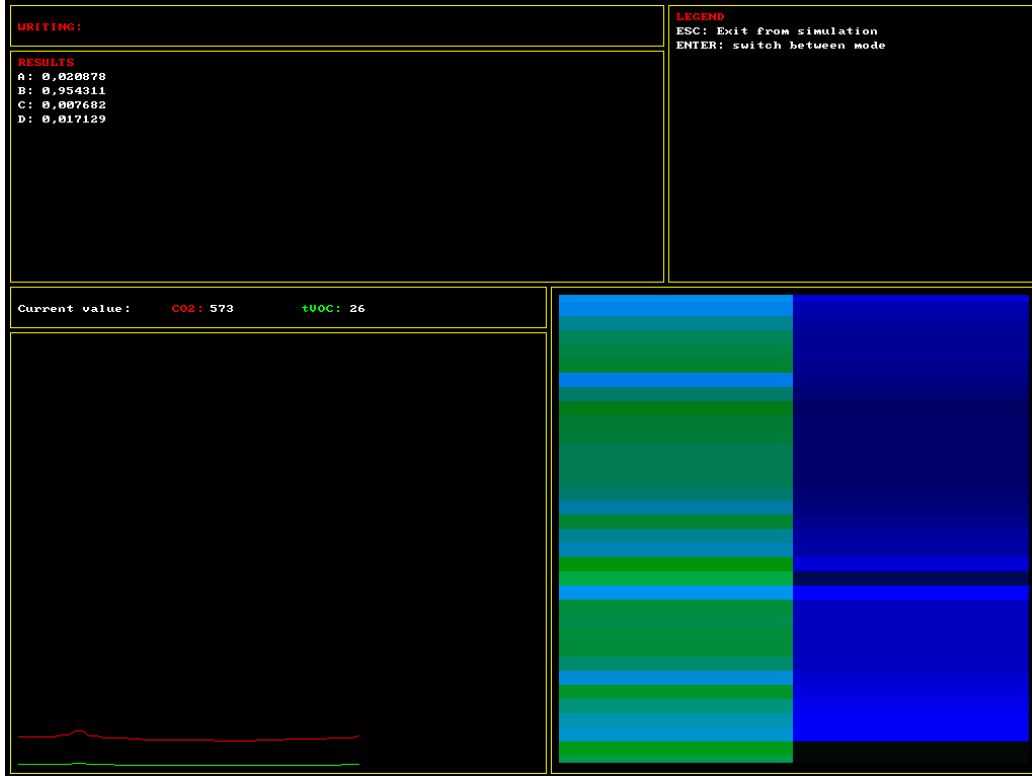 WRITING:
RESULTS
A: 0,020878
B: 0,954311
C: 0,007682
D: 0,017129
LEGEND
ESC: Exit from simulation
ENTER: switch between mode
Current value: CO2: 573 tVOC: 26